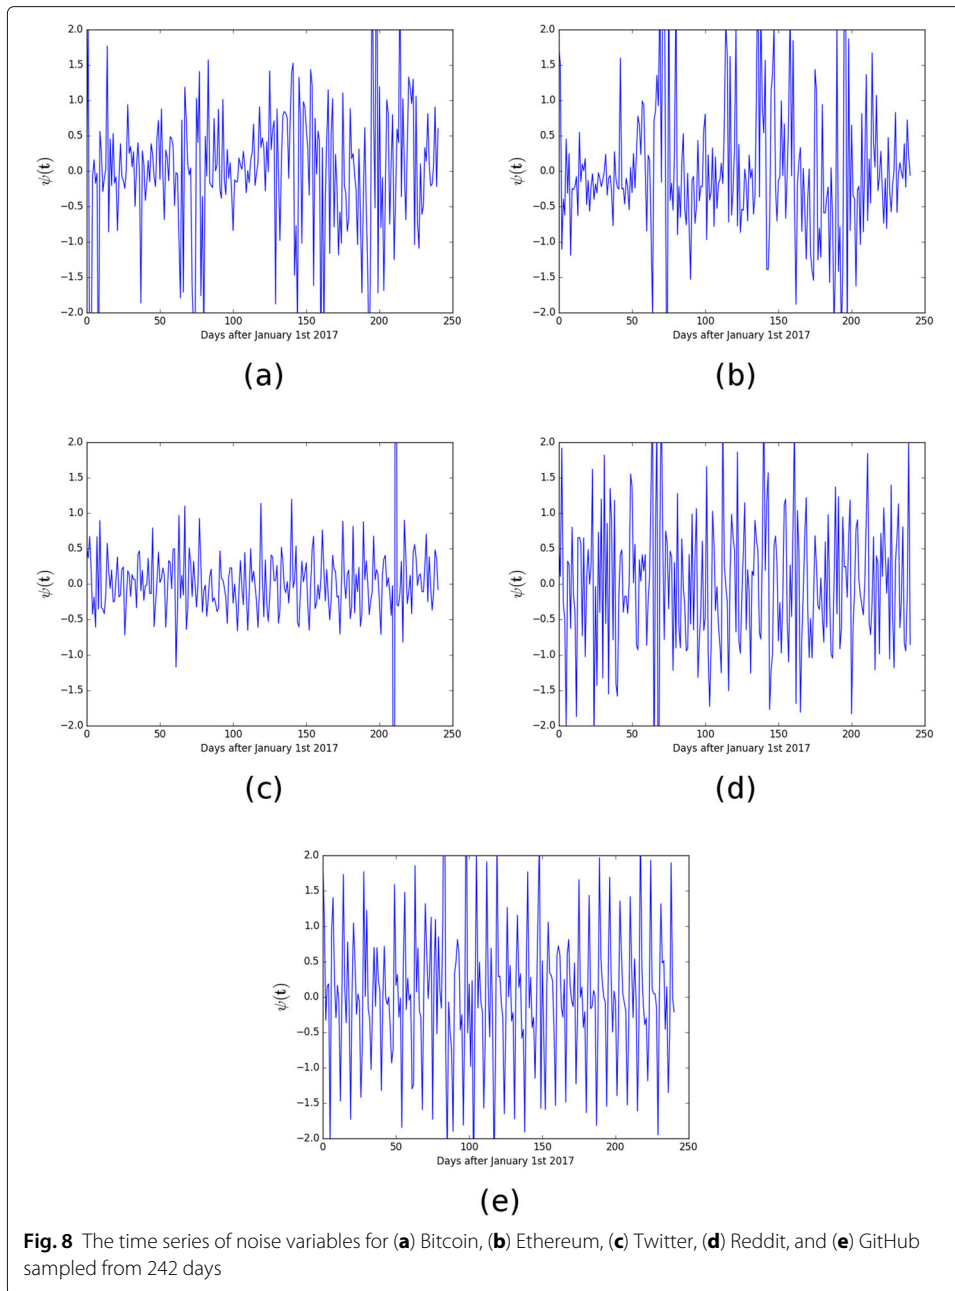 2.0
1.5
1.0
0.5
0.0
−0.5
−1.0
−1.5
−2.0
ψ(t)
0 50 100 150 200 250
Days after January 1st 2017
(a)
2.0
1.5
1.0
0.5
0.0
−0.5
−1.0
−1.5
−2.0
ψ(t)
0 50 100 150 200 250
Days after January 1st 2017
(b)
2.0
1.5
1.0
0.5
0.0
−0.5
−1.0
−1.5
−2.0
ψ(t)
0 50 100 150 200 250
Days after January 1st 2017
(c)
2.0
1.5
1.0
0.5
0.0
−0.5
−1.0
−1.5
−2.0
ψ(t)
0 50 100 150 200 250
Days after January 1st 2017
(d)
2.0
1.5
1.0
0.5
0.0
−0.5
−1.0
−1.5
−2.0
ψ(t)
0 50 100 150 200 250
Days after January 1st 2017
(e)
Fig. 8 The time series of noise variables for (a) Bitcoin, (b) Ethereum, (c) Twitter, (d) Reddit, and (e) GitHub
sampled from 242 days